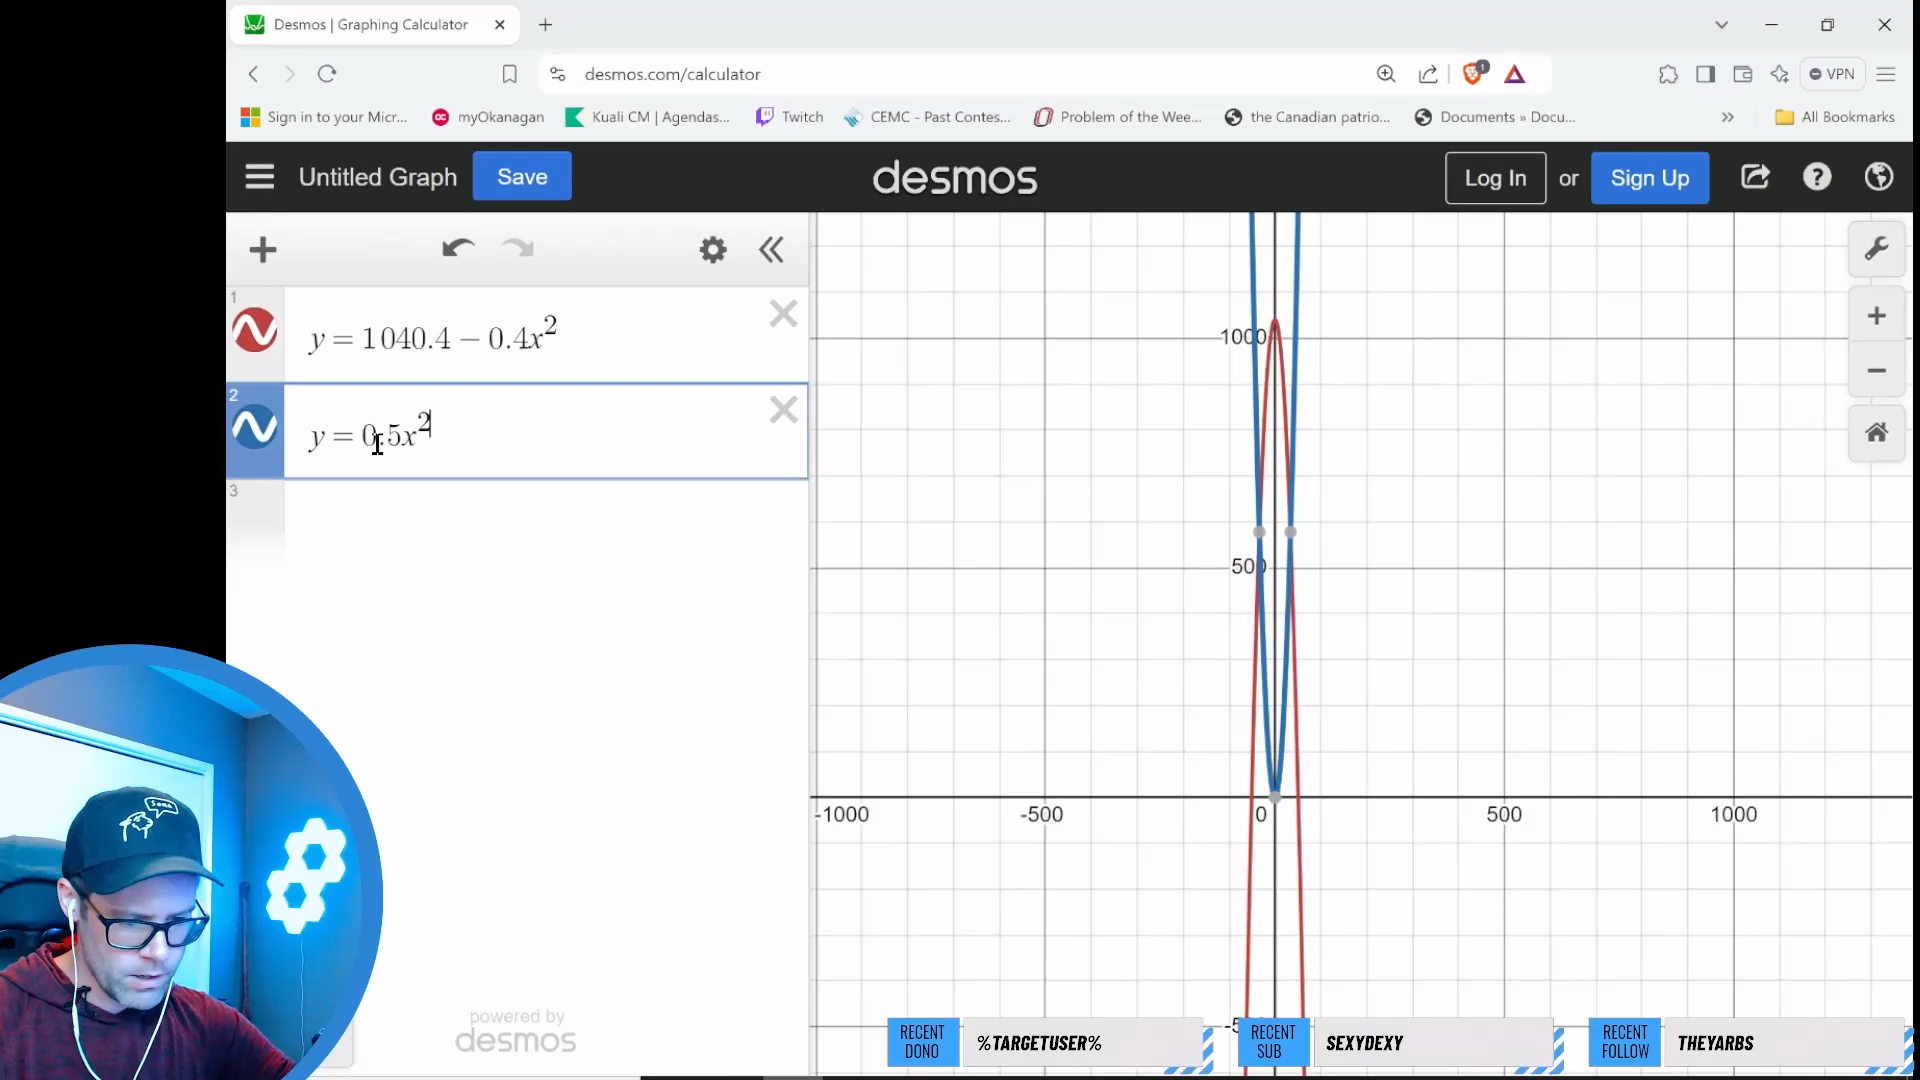 Desmos | Graphing Calculator
desmos.com/calculator
1
VPN
Sign in to your Micr...
myOkanagan
Kuali CM | Agendas...
Twitch
CEMC - Past Contes...
Problem of the Wee...
the Canadian patrio...
Documents » Docu...
All Bookmarks
Untitled Graph
Save
desmos
Log In
or
Sign Up
1
y = 1040.4 − 0.4x²
2
y = 0.5x²
3
1000
500
-1000
-500
0
500
1000
powered by
desmos
RECENT DONO
%TARGETUSER%
RECENT SUB
SEXYDEXY
RECENT FOLLOW
THEYARBS